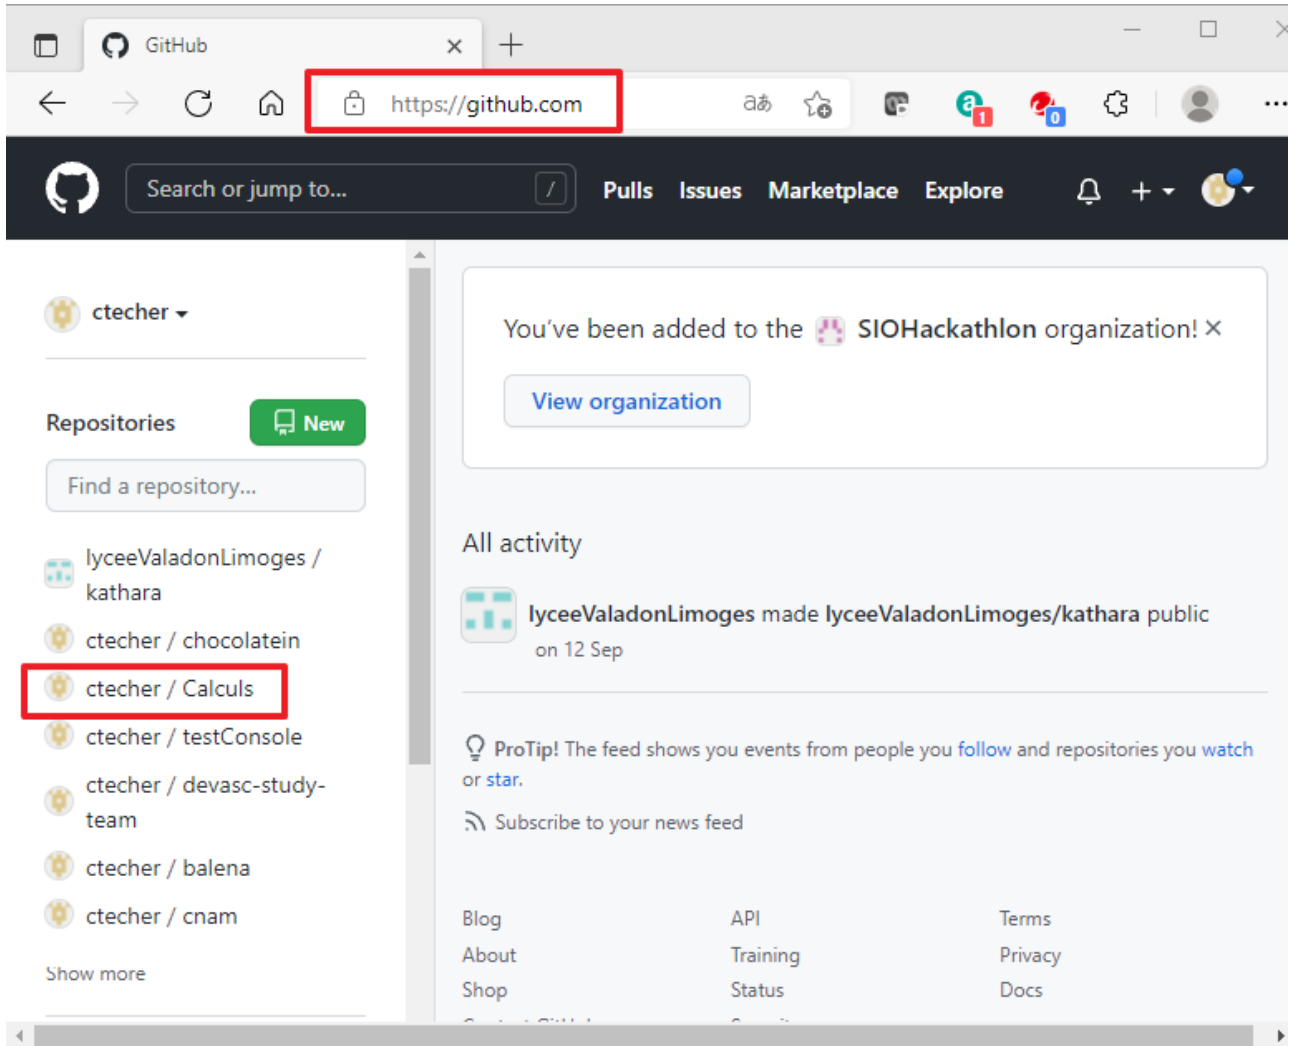 GitHub
https://github.com
aあ
1
0
Search or jump to...
/
Pulls
Issues
Marketplace
Explore
ctecher
Repositories
New
Find a repository...
lyceeValadonLimoges /
kathara
ctecher / chocolatein
ctecher / Calculs
ctecher / testConsole
ctecher / devasc-study-
team
ctecher / balena
ctecher / cnam
Show more
You've been added to the SIOHackathlon organization!
View organization
All activity
lyceeValadonLimoges made lyceeValadonLimoges/kathara public
on 12 Sep
ProTip! The feed shows you events from people you follow and repositories you watch
or star.
Subscribe to your news feed
Blog
API
Terms
About
Training
Privacy
Shop
Status
Docs